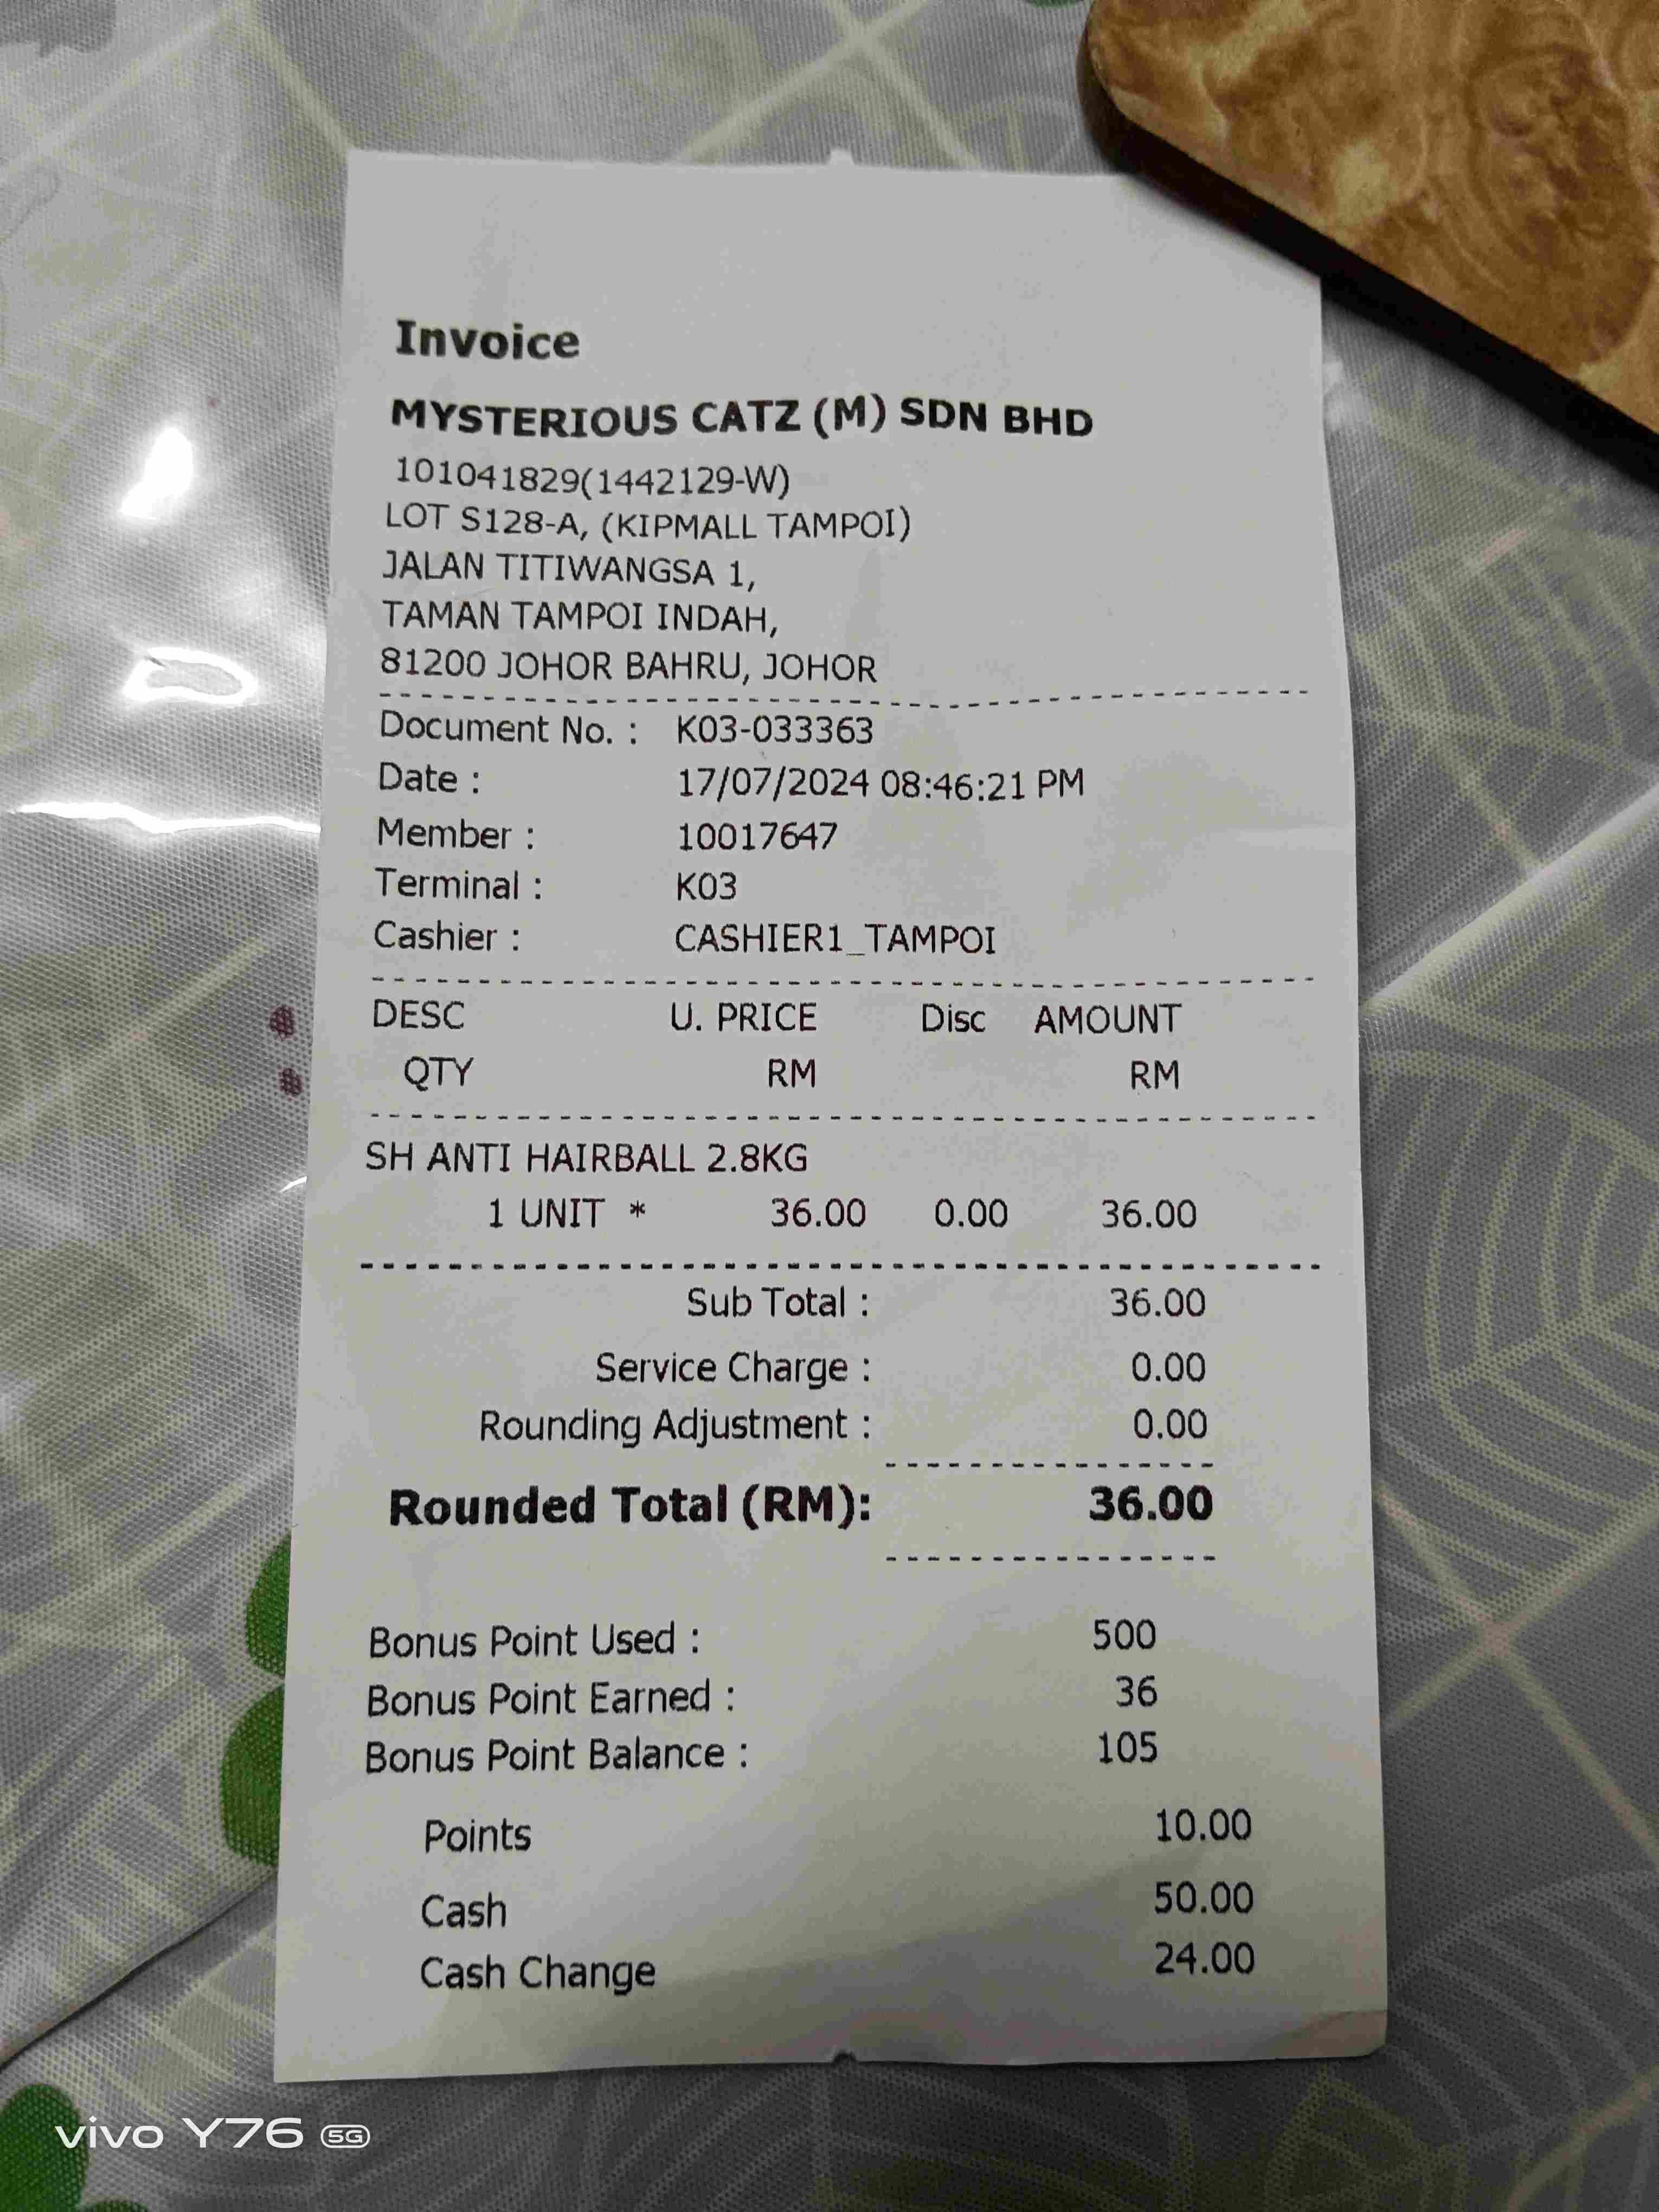 Invoice
MYSTERIOUS CATZ (M) SDN BHD
101041829(1442129-W)
LOT S128-A, (KIPMALL TAMPOI)
JALAN TITIWANGSA 1,
TAMAN TAMPOI INDAH,
81200 JOHOR BAHRU, JOHOR
Document No. : K03-033363
Date : 17/07/2024 08:46:21 PM
Member : 10017647
Terminal : K03
Cashier : CASHIER1_TAMPOI
DESC U. PRICE Disc AMOUNT
QTY RM RM
SH ANTI HAIRBALL 2.8KG
1 UNIT * 36.00 0.00 36.00
Sub Total : 36.00
Service Charge : 0.00
Rounding Adjustment : 0.00
Rounded Total (RM): 36.00
Bonus Point Used : 500
Bonus Point Earned : 36
Bonus Point Balance : 105
Points 10.00
Cash 50.00
Cash Change 24.00
vivo Y76 5G